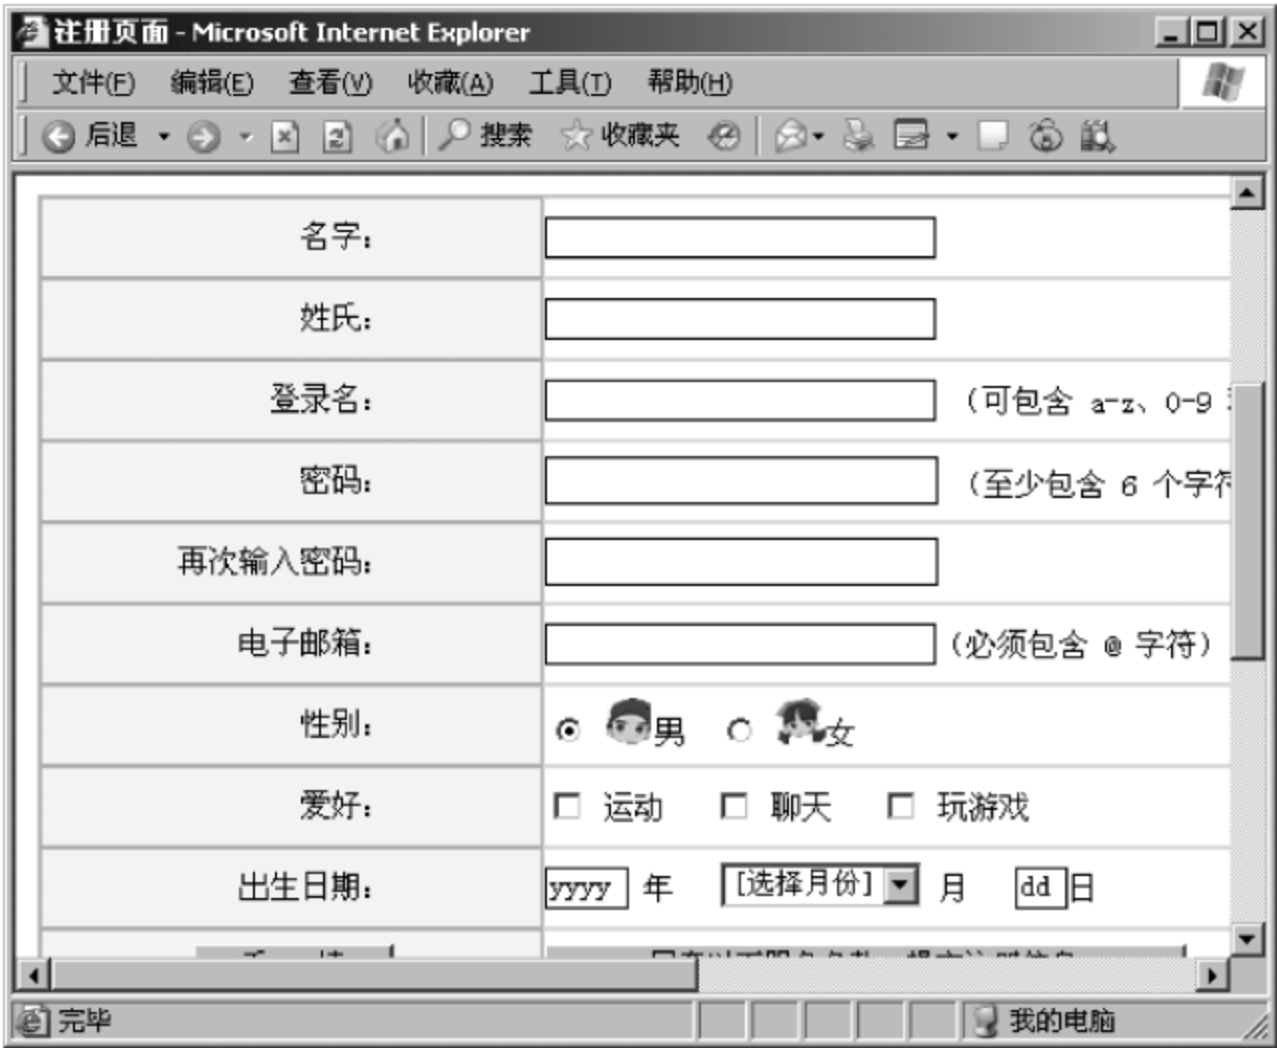 注册页面 - Microsoft Internet Explorer
文件(F) 编辑(E) 查看(V) 收藏(A) 工具(T) 帮助(H)
后退 搜索 收藏夹
名字：
姓氏：
登录名： （可包含 a-z、0-9
密码： （至少包含 6 个字符
再次输入密码：
电子邮箱： （必须包含 @ 字符）
性别： 男 女
爱好： 运动 聊天 玩游戏
出生日期： yyyy 年 [选择月份] 月 dd 日
完毕 我的电脑